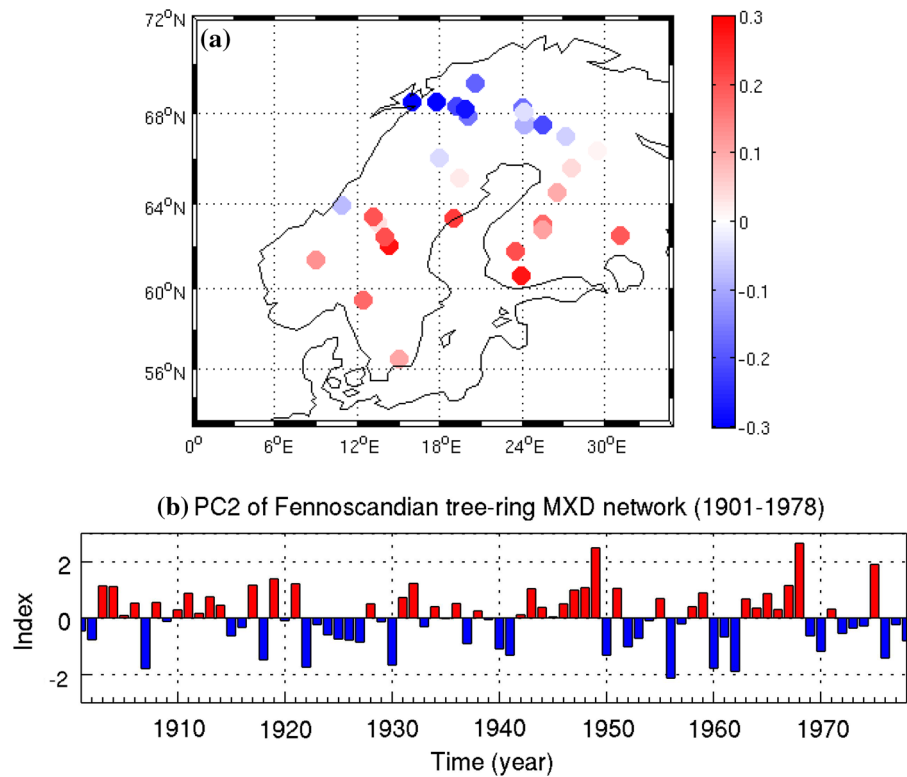 (a)
72°N
68°N
64°N
60°N
56°N
0°
6°E
12°E
18°E
24°E
30°E
0.3
0.2
0.1
0
-0.1
-0.2
-0.3
(b) PC2 of Fennoscandian tree-ring MXD network (1901-1978)
Index
2
0
-2
1910
1920
1930
1940
1950
1960
1970
Time (year)